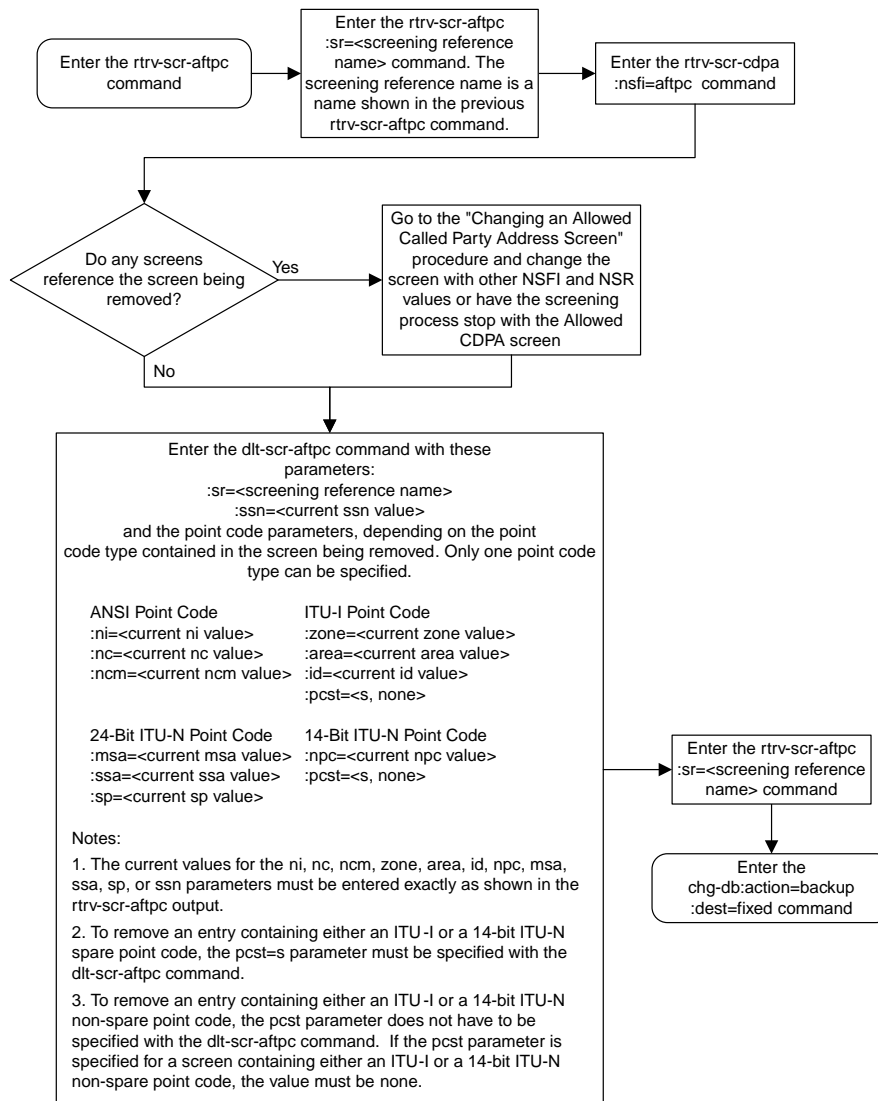 Enter the rtrv-scr-aftpc
command
Enter the rtrv-scr-aftpc
:sr=<screening reference
name> command. The
screening reference name is a
name shown in the previous
rtrv-scr-aftpc command.
Enter the rtrv-scr-cdpa
:nsfi=aftpc command
Do any screens
reference the screen being
removed?
Yes
No
Go to the "Changing an Allowed
Called Party Address Screen"
procedure and change the
screen with other NSFI and NSR
values or have the screening
process stop with the Allowed
CDPA screen
Enter the dlt-scr-aftpc command with these
parameters:
:sr=<screening reference name>
:ssn=<current ssn value>
and the point code parameters, depending on the point
code type contained in the screen being removed. Only one point code
type can be specified.
ANSI Point Code
:ni=<current ni value>
:nc=<current nc value>
:ncm=<current ncm value>
ITU-I Point Code
:zone=<current zone value>
:area=<current area value>
:id=<current id value>
:pcst=<s, none>
24-Bit ITU-N Point Code
:msa=<current msa value>
:ssa=<current ssa value>
:sp=<current sp value>
14-Bit ITU-N Point Code
:npc=<current npc value>
:pcst=<s, none>
Notes:
1. The current values for the ni, nc, ncm, zone, area, id, npc, msa,
ssa, sp, or ssn parameters must be entered exactly as shown in the
rtrv-scr-aftpc output.
2. To remove an entry containing either an ITU-I or a 14-bit ITU-N
spare point code, the pcst=s parameter must be specified with the
dlt-scr-aftpc command.
3. To remove an entry containing either an ITU-I or a 14-bit ITU-N
non-spare point code, the pcst parameter does not have to be
specified with the dlt-scr-aftpc command. If the pcst parameter is
specified for a screen containing either an ITU-I or a 14-bit ITU-N
non-spare point code, the value must be none.
Enter the rtrv-scr-aftpc
:sr=<screening reference
name> command
Enter the
chg-db:action=backup
:dest=fixed command